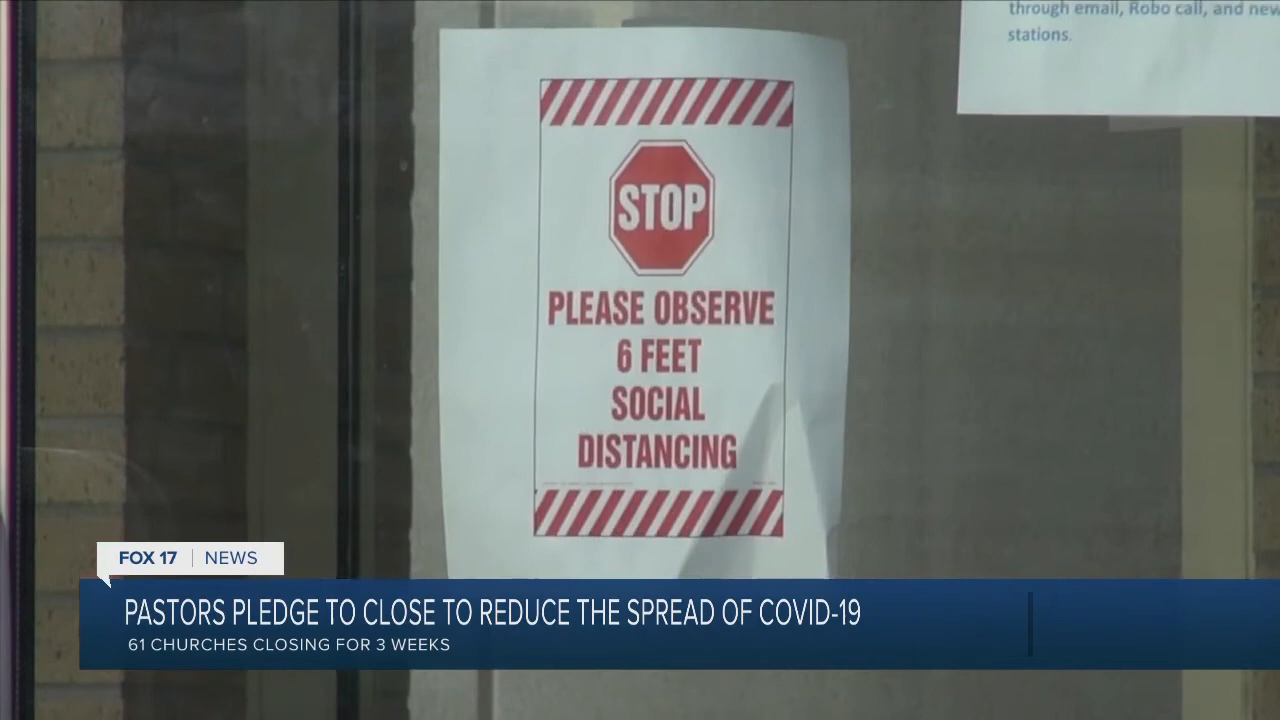 through email, Robo call, and new
stations.
STOP
PLEASE OBSERVE
6 FEET
SOCIAL
DISTANCING
FOX 17 | NEWS
PASTORS PLEDGE TO CLOSE TO REDUCE THE SPREAD OF COVID-19
61 CHURCHES CLOSING FOR 3 WEEKS